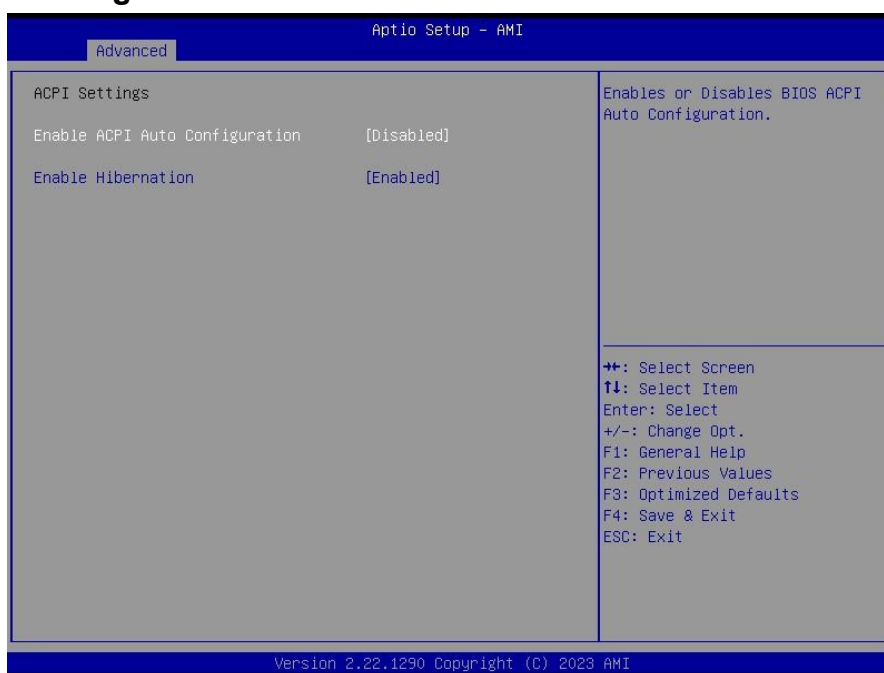 Aptio Setup - AMI
Advanced
ACPI Settings
Enable ACPI Auto Configuration [Disabled]
Enable Hibernation [Enabled]
Enables or Disables BIOS ACPI
Auto Configuration.
→←: Select Screen
↑↓: Select Item
Enter: Select
+/-: Change Opt.
F1: General Help
F2: Previous Values
F3: Optimized Defaults
F4: Save & Exit
ESC: Exit
Version 2.22.1290 Copyright (C) 2023 AMI